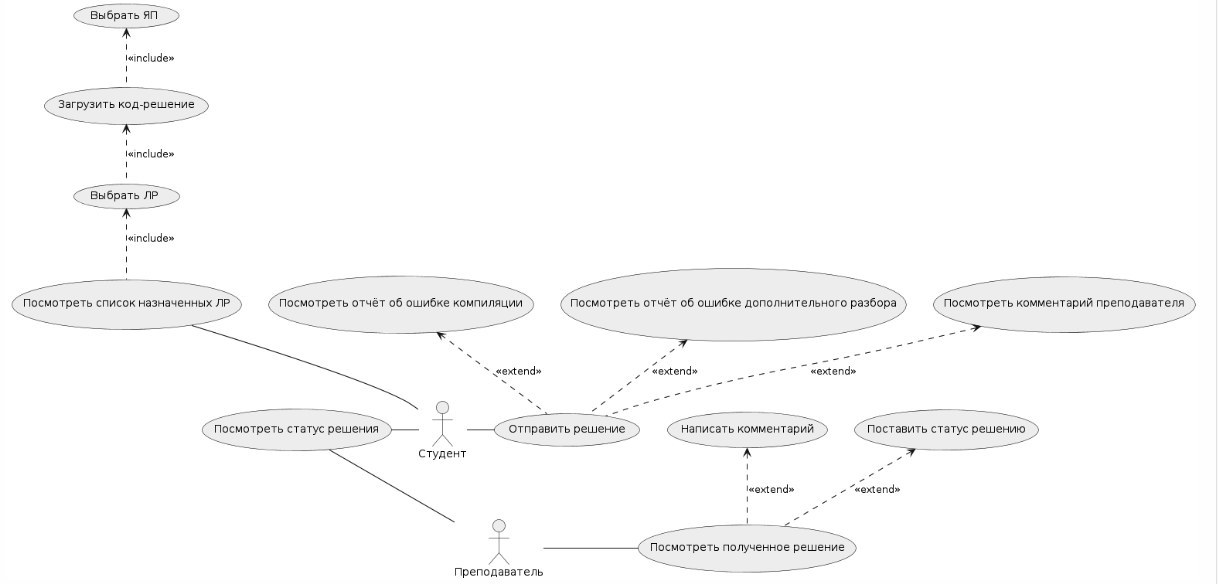 Выбрать ЯП
«include»
Загрузить код-решение
«include»
Выбрать ЛР
«include»
Посмотреть список назначенных ЛР
Посмотреть отчёт об ошибке компиляции
Посмотреть отчёт об ошибке дополнительного разбора
Посмотреть комментарий преподавателя
«extend»
«extend»
«extend»
Посмотреть статус решения
Студент
Отправить решение
Написать комментарий
Поставить статус решению
«extend»
«extend»
Преподаватель
Посмотреть полученное решение